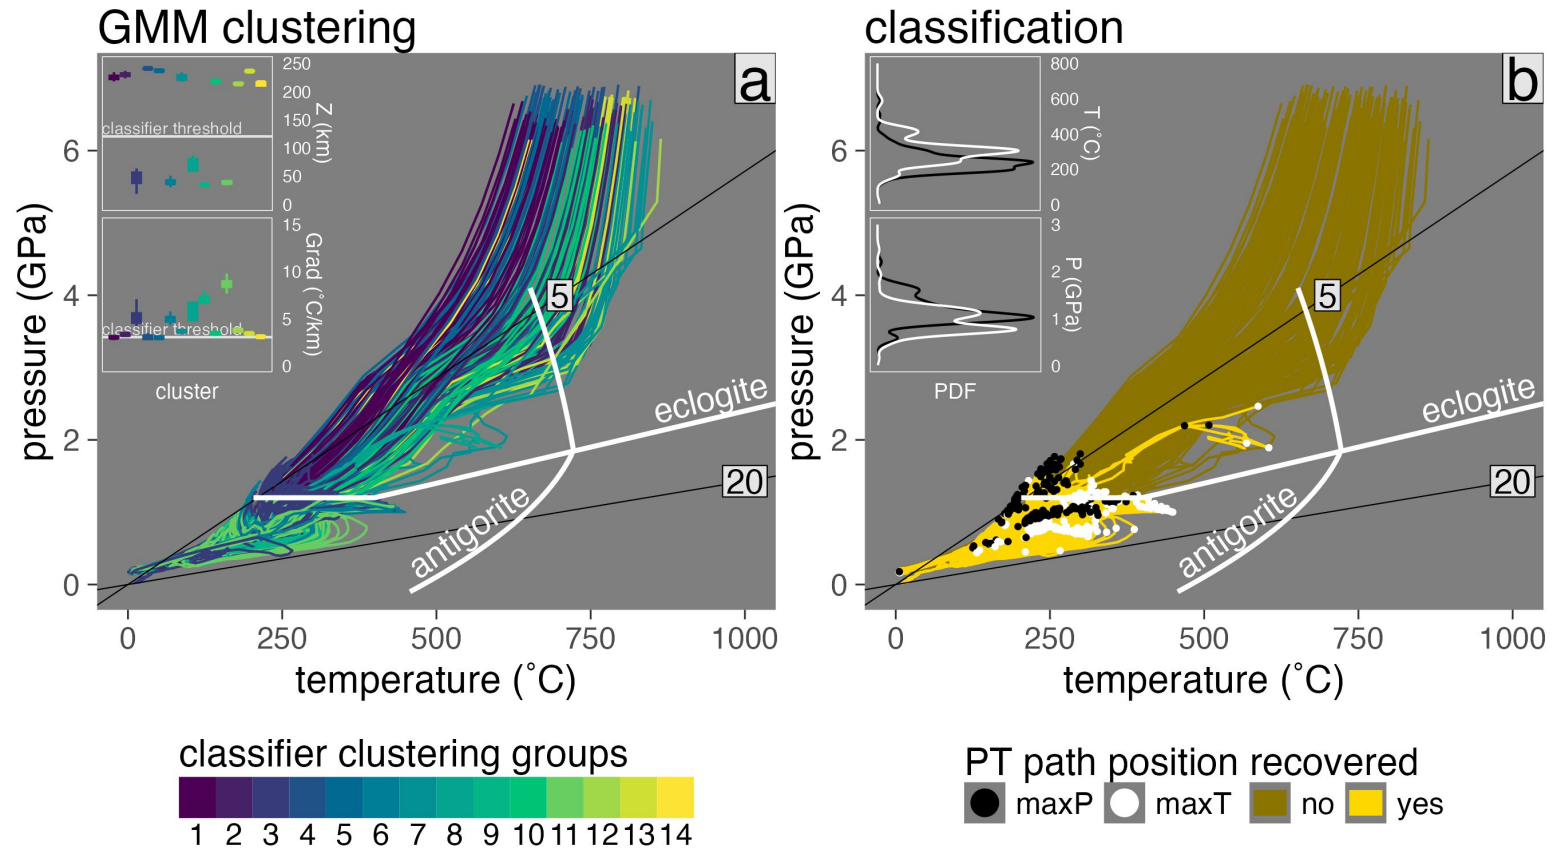 GMM clustering
a
250
200
150
100
50
0
Z (km)
classifier threshold
15
10
5
0
Grad (˚C/km)
classifier threshold
cluster
5
eclogite
20
antigorite
6
4
2
0
pressure (GPa)
0 250 500 750 1000
temperature (˚C)
classifier clustering groups
1 2 3 4 5 6 7 8 9 10 11 12 13 14
classification
b
800
600
400
200
0
T (˚C)
3
2
1
0
P (GPa)
PDF
5
eclogite
20
antigorite
6
4
2
0
pressure (GPa)
0 250 500 750 1000
temperature (˚C)
PT path position recovered
maxP maxT no yes